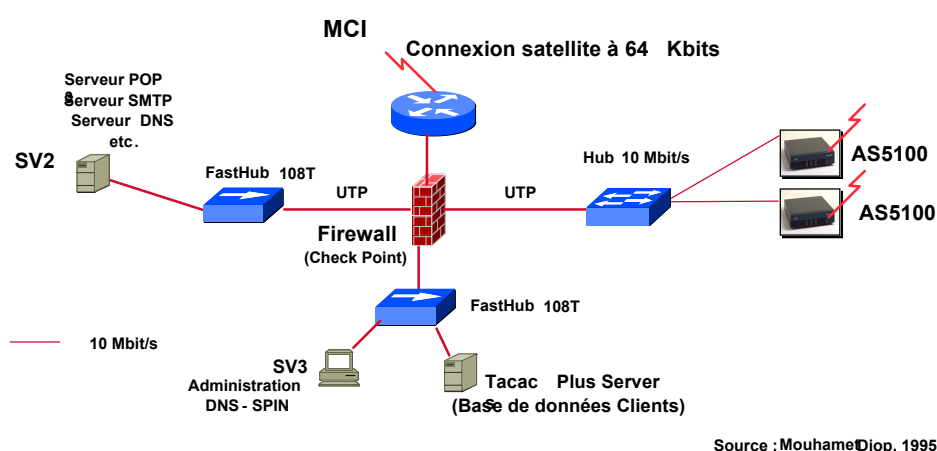 MCI
Connexion satellite à 64 Kbits
Serveur POP
&
Serveur SMTP
Serveur DNS
etc.
SV2
FastHub 108T
UTP
UTP
Hub 10 Mbit/s
AS5100
AS5100
Firewall
(Check Point)
FastHub 108T
10 Mbit/s
SV3
Administration
DNS - SPIN
Tacacs Plus Server
(Base de données Clients)
Source : Mouhamet Diop, 1995